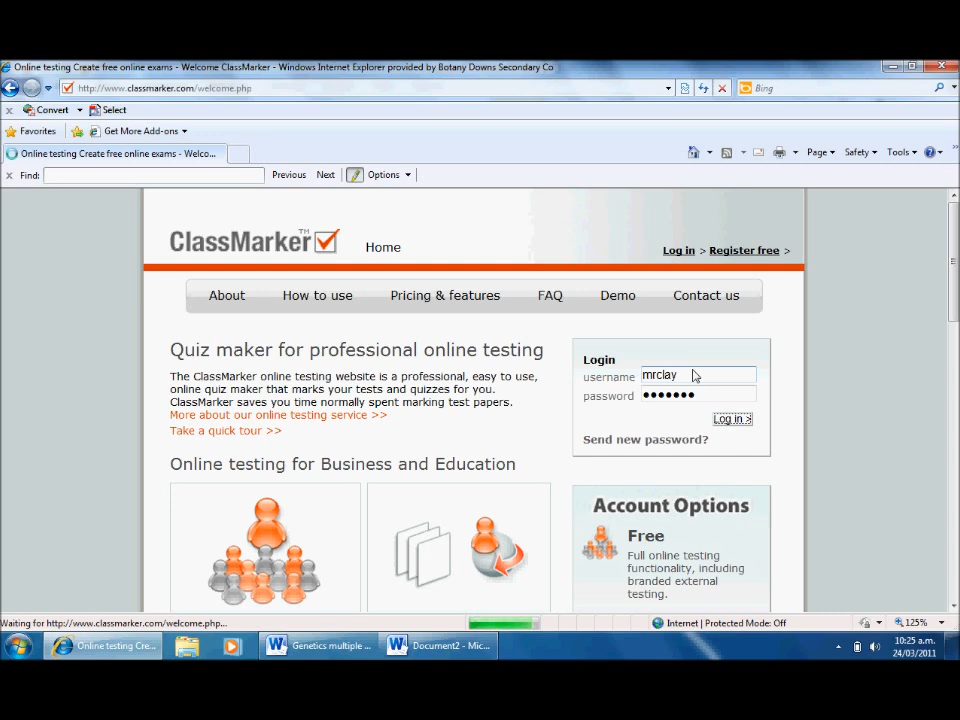 Online testing Create free online exams - Welcome ClassMarker - Windows Internet Explorer provided by Botany Downs Secondary Co
http://www.classmarker.com/welcome.php
Bing
Convert
Select
Favorites
Get More Add-ons
Online testing Create free online exams - Welco...
Page
Safety
Tools
Find:
Previous
Next
Options
ClassMarker™
Home
Log in > Register free >
About
How to use
Pricing & features
FAQ
Demo
Contact us
Quiz maker for professional online testing
The ClassMarker online testing website is a professional, easy to use,
online quiz maker that marks your tests and quizzes for you.
ClassMarker saves you time normally spent marking test papers.
More about our online testing service >>
Take a quick tour >>
Login
username mrclay
password ●●●●●●●
Log in >
Send new password?
Online testing for Business and Education
Account Options
Free
Full online testing
functionality, including
branded external
testing.
Waiting for http://www.classmarker.com/welcome.php...
Internet | Protected Mode: Off
125%
Online testing Cre...
Genetics multiple ...
Document2 - Mic...
10:25 a.m.
24/03/2011